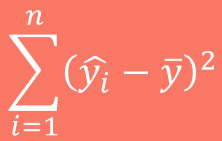 n
∑(ŷᵢ − ȳ)²
i=1